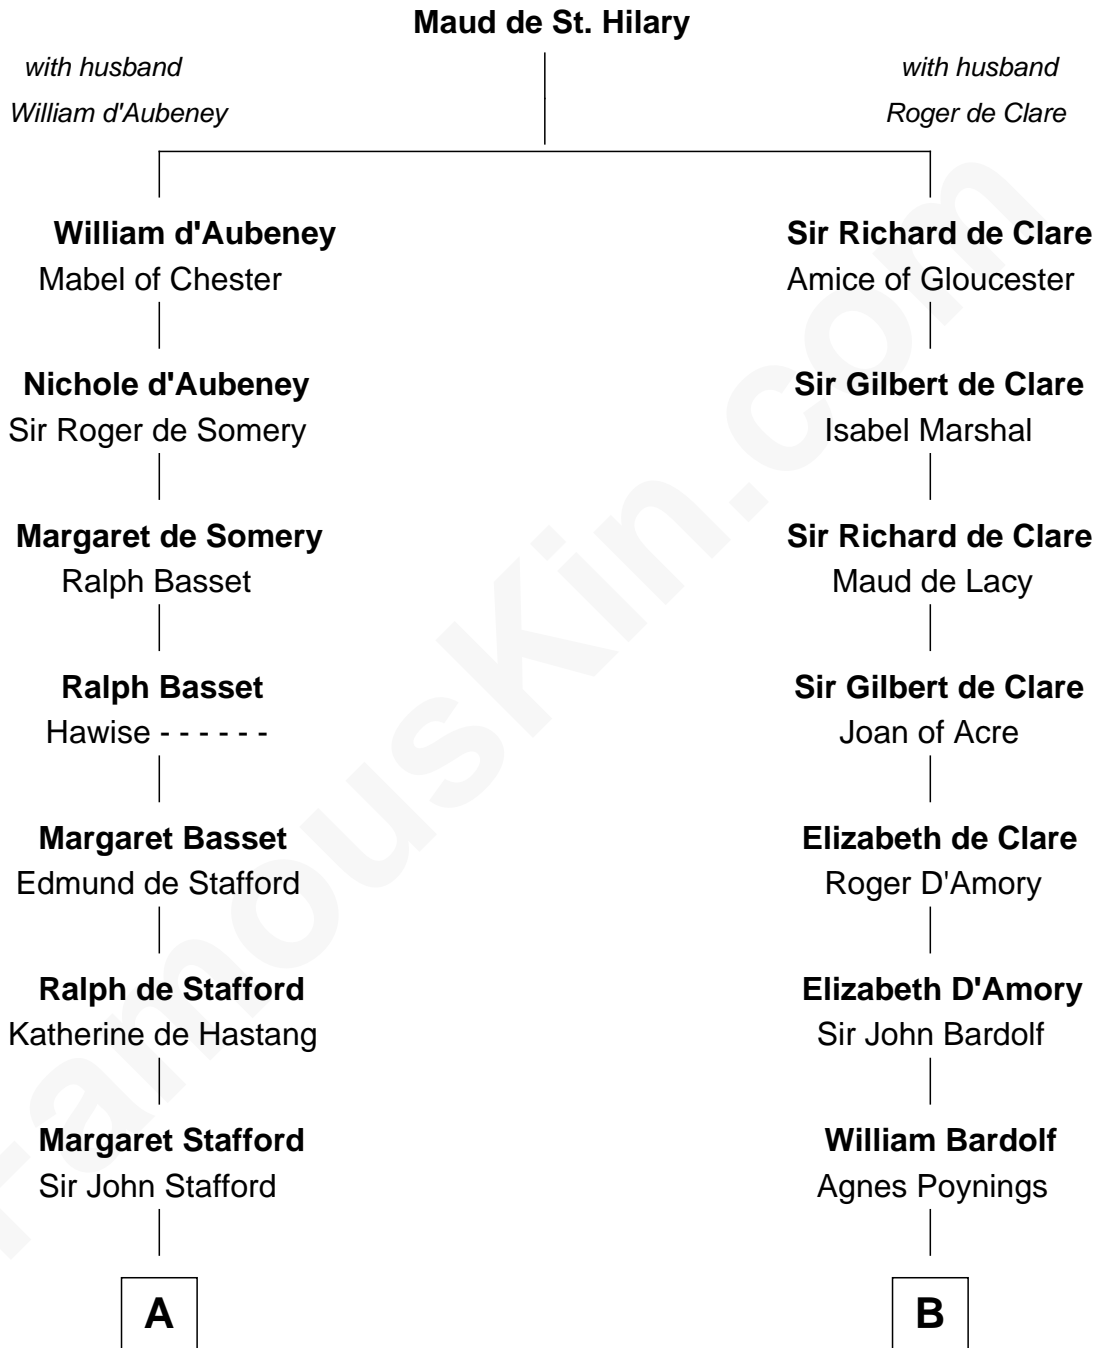 Maud de St. Hilary
with husband
William d'Aubeney
with husband
Roger de Clare
William d'Aubeney
Mabel of Chester
Nichole d'Aubeney
Sir Roger de Somery
Margaret de Somery
Ralph Basset
Ralph Basset
Hawise - - - - - -
Margaret Basset
Edmund de Stafford
Ralph de Stafford
Katherine de Hastang
Margaret Stafford
Sir John Stafford
A
Sir Richard de Clare
Amice of Gloucester
Sir Gilbert de Clare
Isabel Marshal
Sir Richard de Clare
Maud de Lacy
Sir Gilbert de Clare
Joan of Acre
Elizabeth de Clare
Roger D'Amory
Elizabeth D'Amory
Sir John Bardolf
William Bardolf
Agnes Poynings
B
FamousKin.com